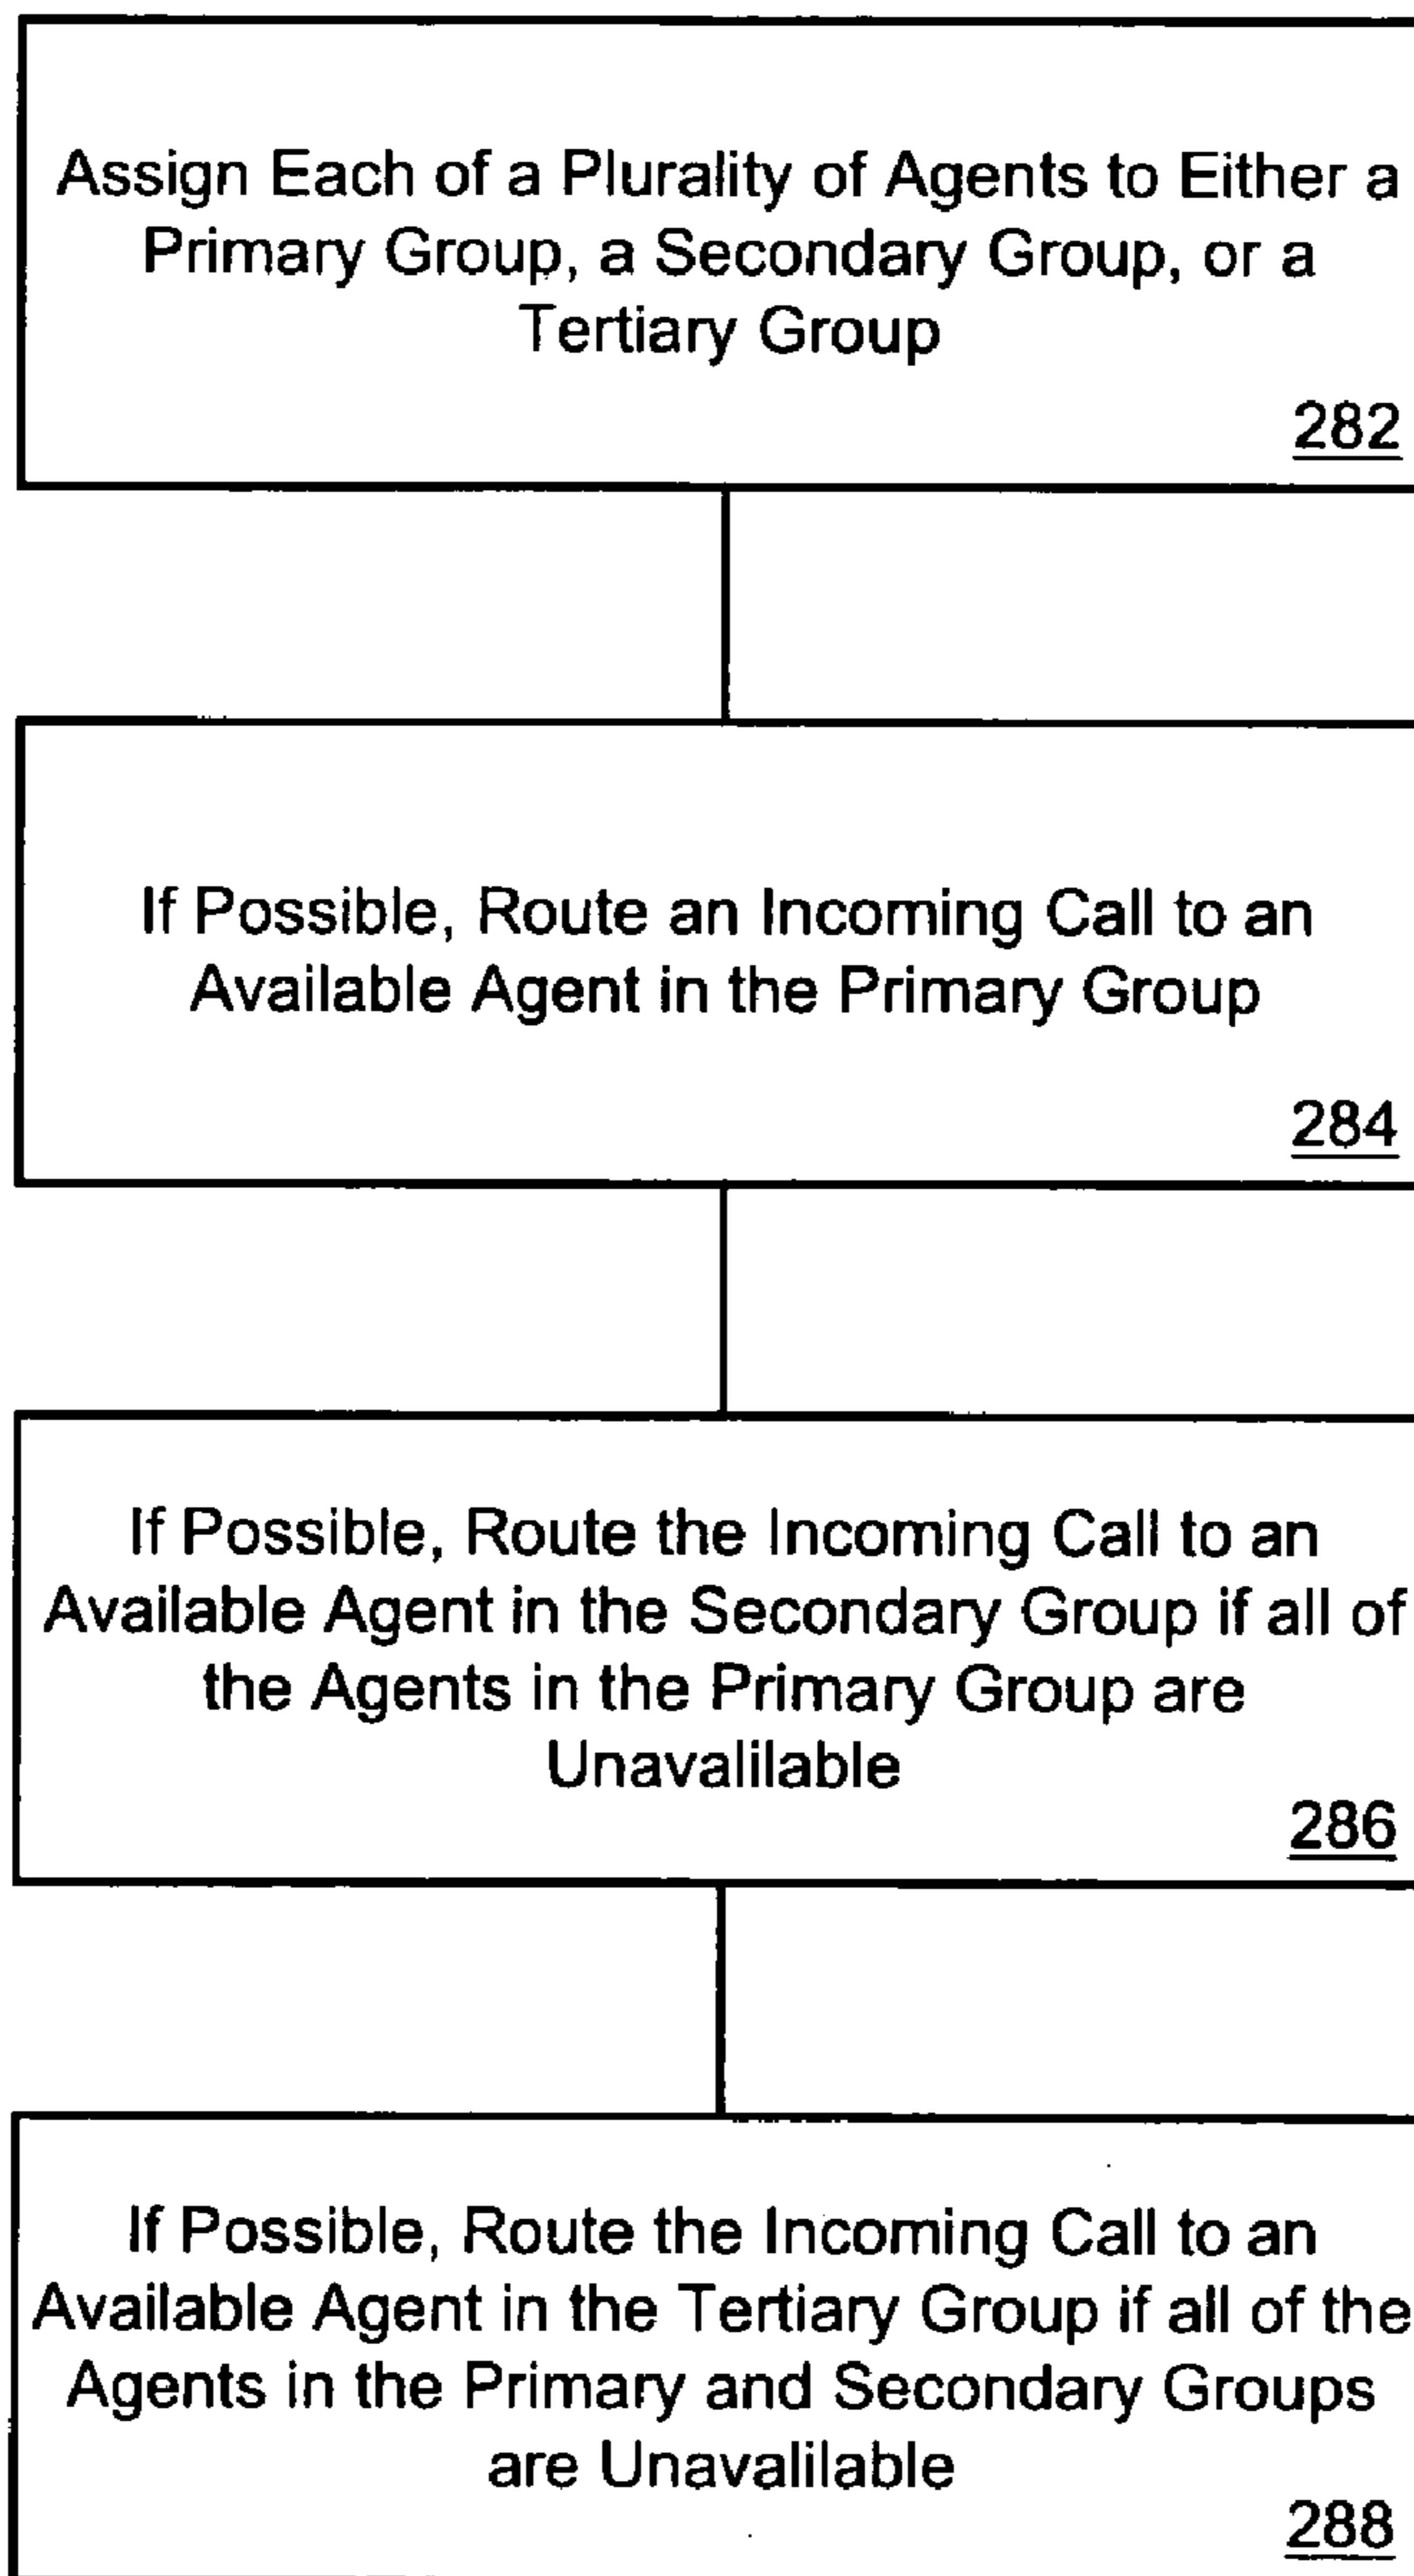 Assign Each of a Plurality of Agents to Either a
Primary Group, a Secondary Group, or a
Tertiary Group
282
If Possible, Route an Incoming Call to an
Available Agent in the Primary Group
284
If Possible, Route the Incoming Call to an
Available Agent in the Secondary Group if all of
the Agents in the Primary Group are
Unavalilable
286
If Possible, Route the Incoming Call to an
Available Agent in the Tertiary Group if all of the
Agents in the Primary and Secondary Groups
are Unavalilable
288